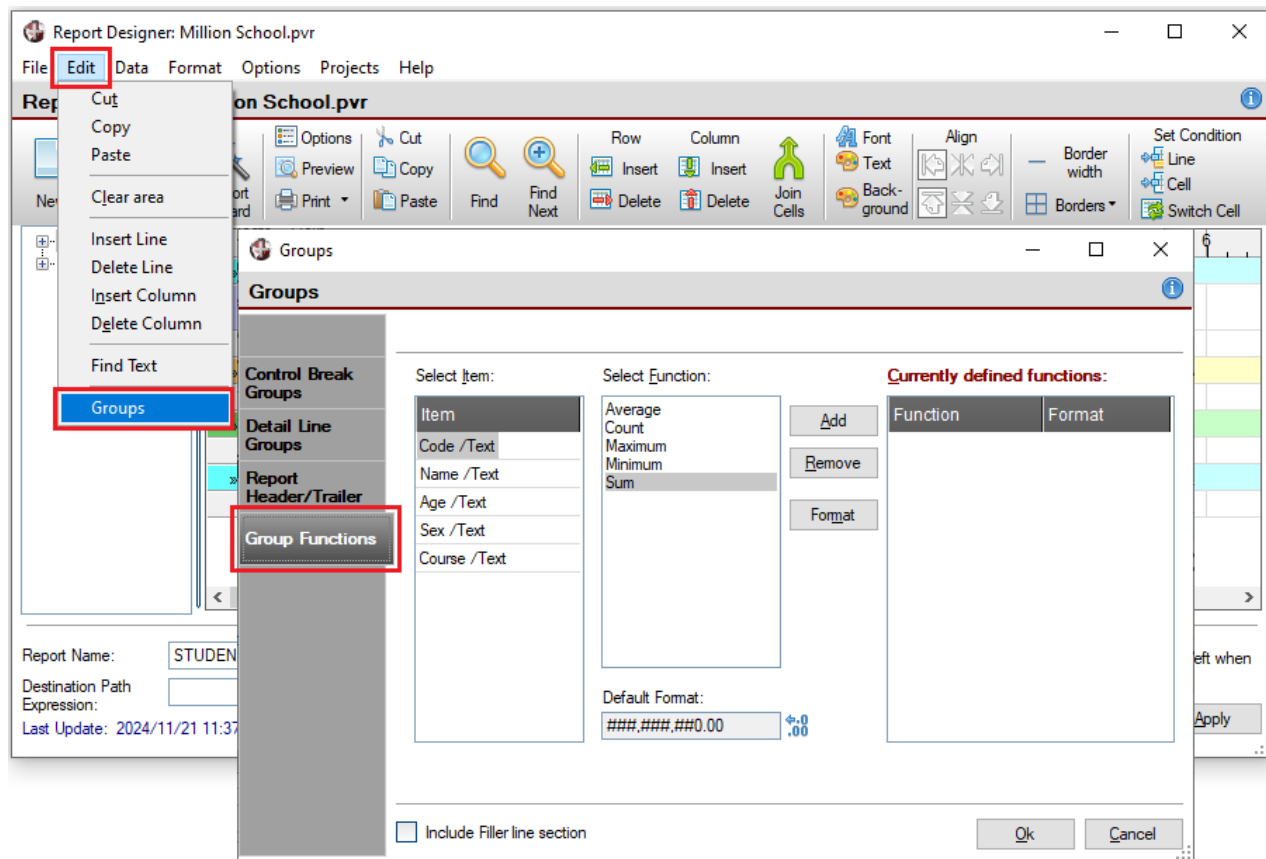 Report Designer: Million School.pvr
File Edit Data Format Options Projects Help
on School.pvr
Cut
Copy
Paste
Clear area
Insert Line
Delete Line
Insert Column
Delete Column
Find Text
Groups
Options
Preview
Print
Cut
Copy
Paste
Find
Find
Next
Row Column
Insert Insert
Delete Delete
Join
Cells
Font
Text
Back-
ground
Align
Border
width
Borders
Set Condition
Line
Cell
Switch Cell
6
Groups
Groups
Control Break
Groups
Detail Line
Groups
Report
Header/Trailer
Group Functions
Select Item:
Item
Code /Text
Name /Text
Age /Text
Sex /Text
Course /Text
Select Function:
Average
Count
Maximum
Minimum
Sum
Add
Remove
Format
Currently defined functions:
Function Format
Default Format:
###,###,##0.00
.0
.00
Include Filler line section
Ok Cancel
Report Name: STUDEN
Destination Path
Expression:
Last Update: 2024/11/21 11:37
eft when
Apply